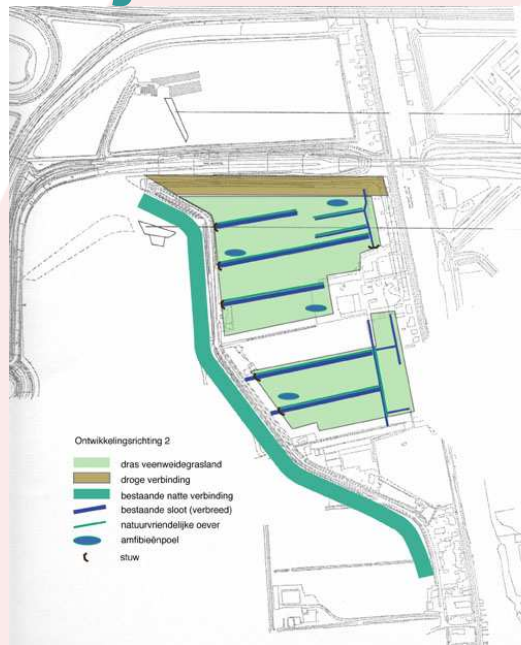 Ontwikkelingsrichting 2
dras veenweidegrasland
droge verbinding
bestaande natte verbinding
bestaande sloot (verbreed)
natuurvriendelijke oever
amfibieënpoel
stuw